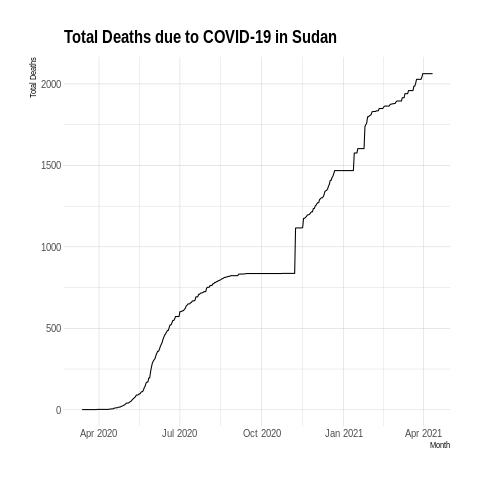 Total Deaths due to COVID-19 in Sudan
Total Deaths
2000
1500
1000
500
0
Apr 2020 Jul 2020 Oct 2020 Jan 2021 Apr 2021
Month